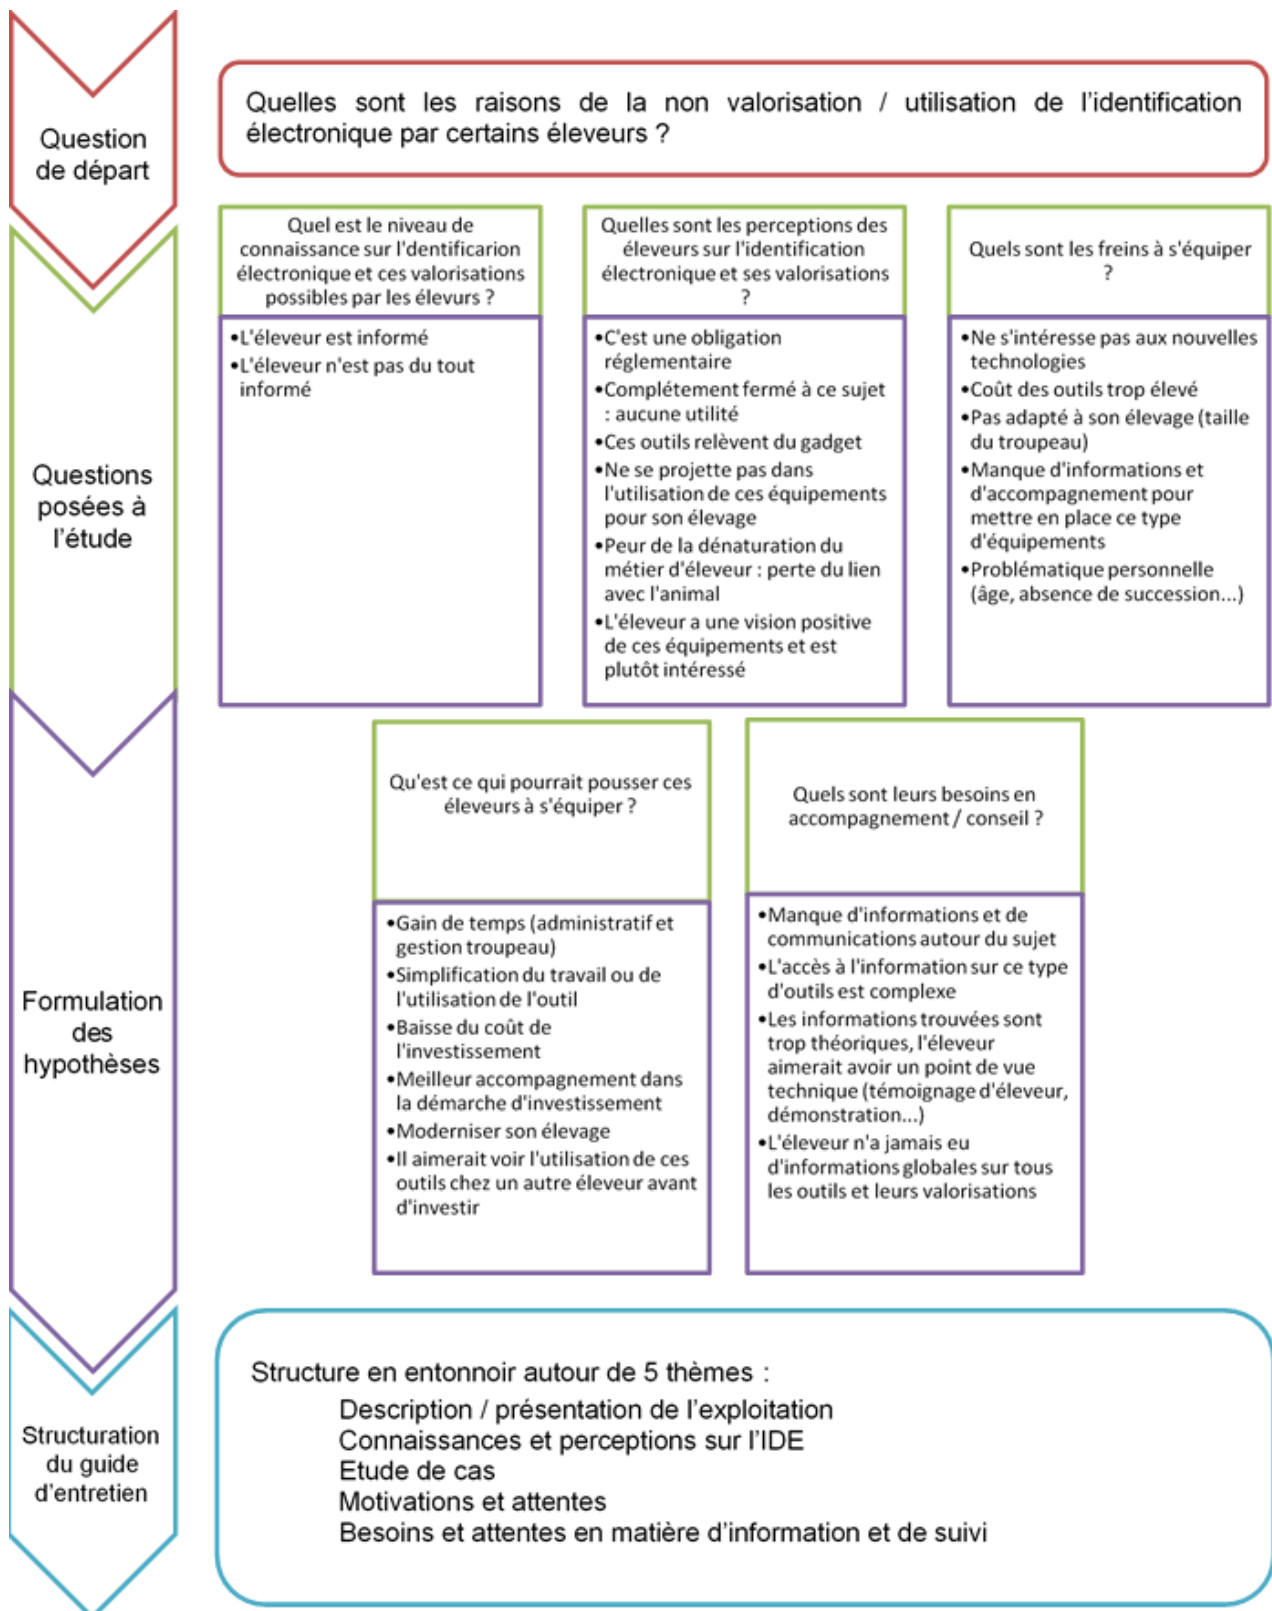 Question
de départ
Quelles sont les raisons de la non valorisation / utilisation de l'identification
électronique par certains éleveurs ?
Questions
posées à
l'étude
Quel est le niveau de
connaissance sur l'dentificarion
électronique et ces valorisations
possibles par les élevurs ?
•L'éleveur est informé
•L'éleveur n'est pas du tout
informé
Quelles sont les perceptions des
éleveurs sur l'identification
électronique et ses valorisations
?
•C'est une obligation
réglementaire
•Complétement fermé à ce sujet
: aucune utilité
•Ces outils relèvent du gadget
•Ne se projette pas dans
l'utilisation de ces équipements
pour son élevage
•Peur de la dénaturation du
métier d'éleveur : perte du lien
avec l'animal
•L'éleveur a une vision positive
de ces équipements et est
plutôt intéressé
Quels sont les freins à s'équiper
?
•Ne s'intéresse pas aux nouvelles
technologies
•Coût des outils trop élevé
•Pas adapté à son élevage (taille
du troupeau)
•Manque d'informations et
d'accompagnement pour
mettre en place ce type
d'équipements
•Problématique personnelle
(âge, absence de succession...)
Formulation
des
hypothèses
Qu'est ce qui pourrait pousser ces
éleveurs à s'équiper ?
•Gain de temps (administratif et
gestion troupeau)
•Simplification du travail ou de
l'utilisation de l'outil
•Baisse du coût de
l'investissement
•Meilleur accompagnement dans
la démarche d'investissement
•Moderniser son élevage
•Il aimerait voir l'utilisation de ces
outils chez un autre éleveur avant
d'investir
Quels sont leurs besoins en
accompagnement / conseil ?
•Manque d'informations et de
communications autour du sujet
•L'accès à l'information sur ce type
d'outils est complexe
•Les informations trouvées sont
trop théoriques, l'éleveur
aimerait avoir un point de vue
technique (témoignage d'éleveur,
démonstration...)
•L'éleveur n'a jamais eu
d'informations globales sur tous
les outils et leurs valorisations
Structuration
du guide
d'entretien
Structure en entonnoir autour de 5 thèmes :
Description / présentation de l'exploitation
Connaissances et perceptions sur l'IDE
Etude de cas
Motivations et attentes
Besoins et attentes en matière d'information et de suivi